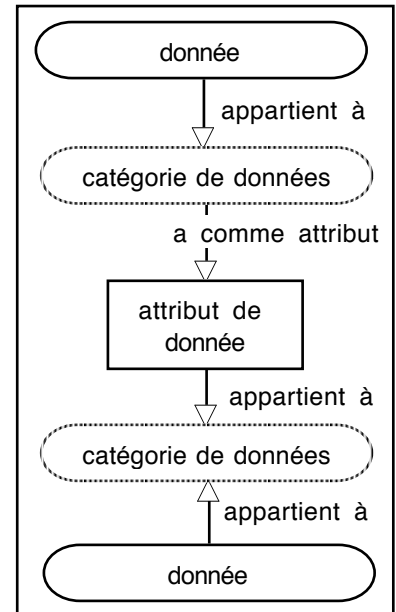 donnée
appartient à
catégorie de données
a comme attribut
attribut de
donnée
appartient à
catégorie de données
appartient à
donnée